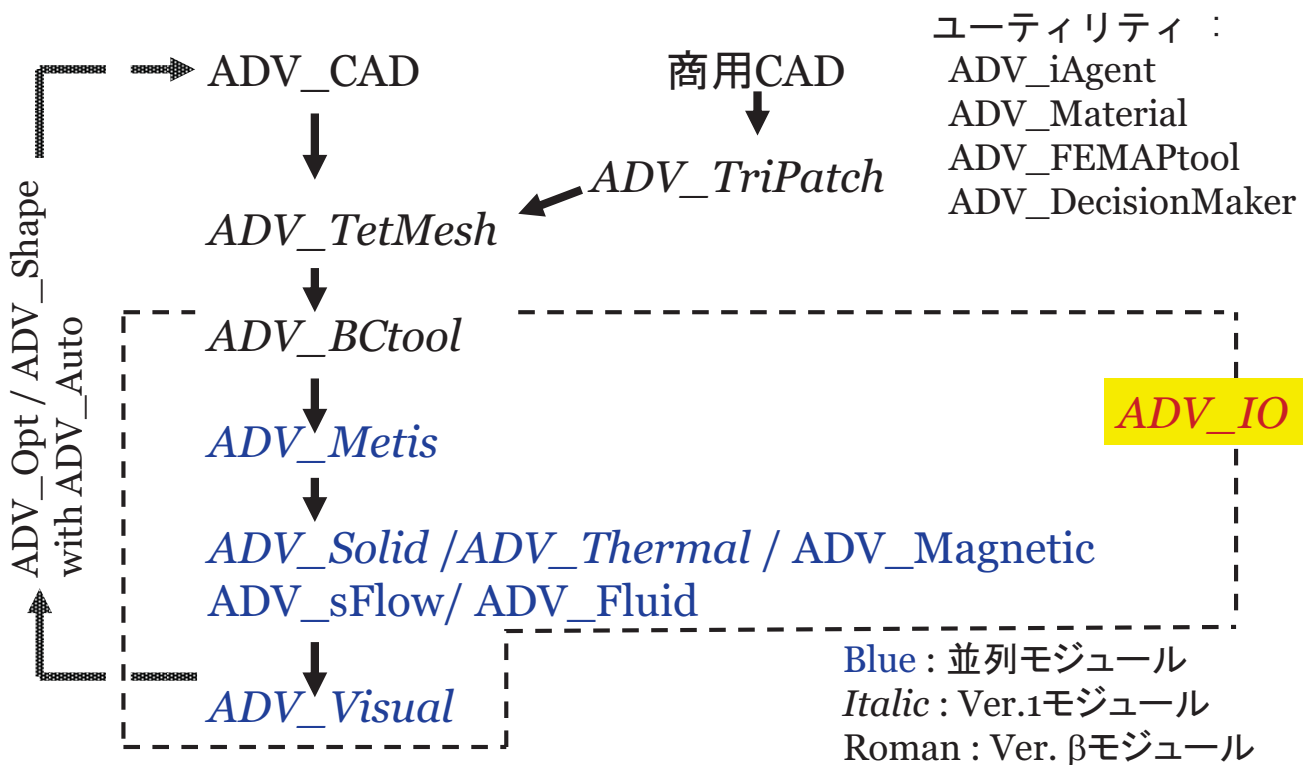 ADV_CAD
商用CAD
ユーティリティ :
ADV_iAgent
ADV_Material
ADV_FEMAPtool
ADV_DecisionMaker
ADV_TriPatch
ADV_TetMesh
ADV_Opt / ADV_Shape
with ADV_Auto
ADV_BCtool
ADV_IO
ADV_Metis
ADV_Solid /ADV_Thermal / ADV_Magnetic
ADV_sFlow/ ADV_Fluid
ADV_Visual
Blue : 並列モジュール
Italic : Ver.1モジュール
Roman : Ver. βモジュール